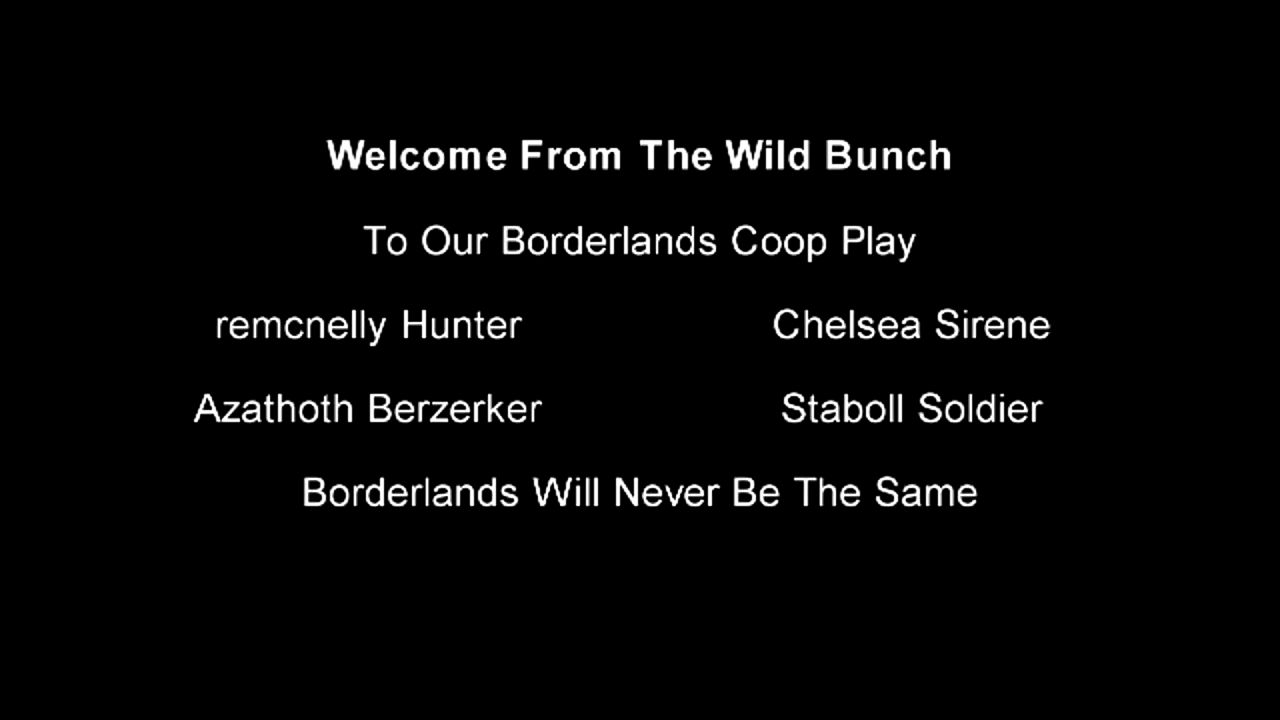 Welcome From The Wild Bunch
To Our Borderlands Coop Play
remcnelly Hunter Chelsea Sirene
Azathoth Berzerker Staboll Soldier
Borderlands Will Never Be The Same